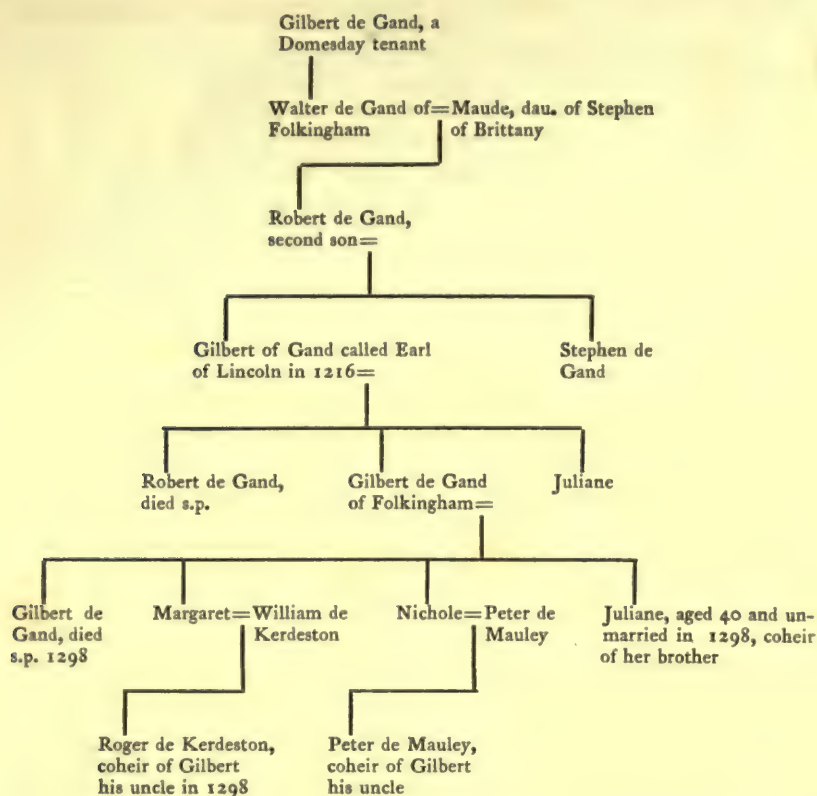 Gilbert de Gand, a
Domesday tenant
Walter de Gand of=Maude, dau. of Stephen
Folkingham of Brittany
Robert de Gand,
second son=
Gilbert of Gand called Earl
of Lincoln in 1216=
Stephen de
Gand
Robert de Gand,
died s.p.
Gilbert de Gand
of Folkingham=
Juliane
Gilbert de
Gand, died
s.p. 1298
Margaret=William de
Kerdeston
Nichole=Peter de
Mauley
Juliane, aged 40 and un-
married in 1298, coheir
of her brother
Roger de Kerdeston,
coheir of Gilbert
his uncle in 1298
Peter de Mauley,
coheir of Gilbert
his uncle